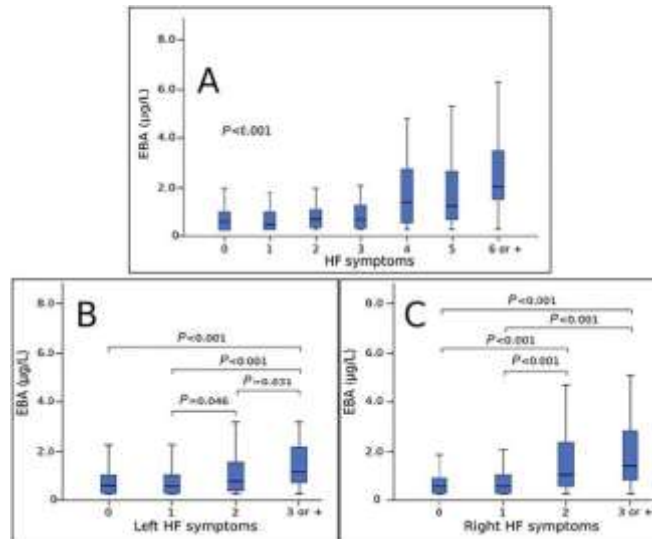 A
EBA (µg/L)
8.0
6.0
4.0
2.0
0
P<0.001
0 1 2 3 4 5 6 or +
HF symptoms
B
EBA (µg/L)
8.0
6.0
4.0
2.0
0
P<0.001
P<0.001
P=0.031
P=0.046
0 1 2 3 or +
Left HF symptoms
C
EBA (µg/L)
8.0
6.0
4.0
2.0
0
P<0.001
P<0.001
P<0.001
P<0.001
0 1 2 3 or +
Right HF symptoms